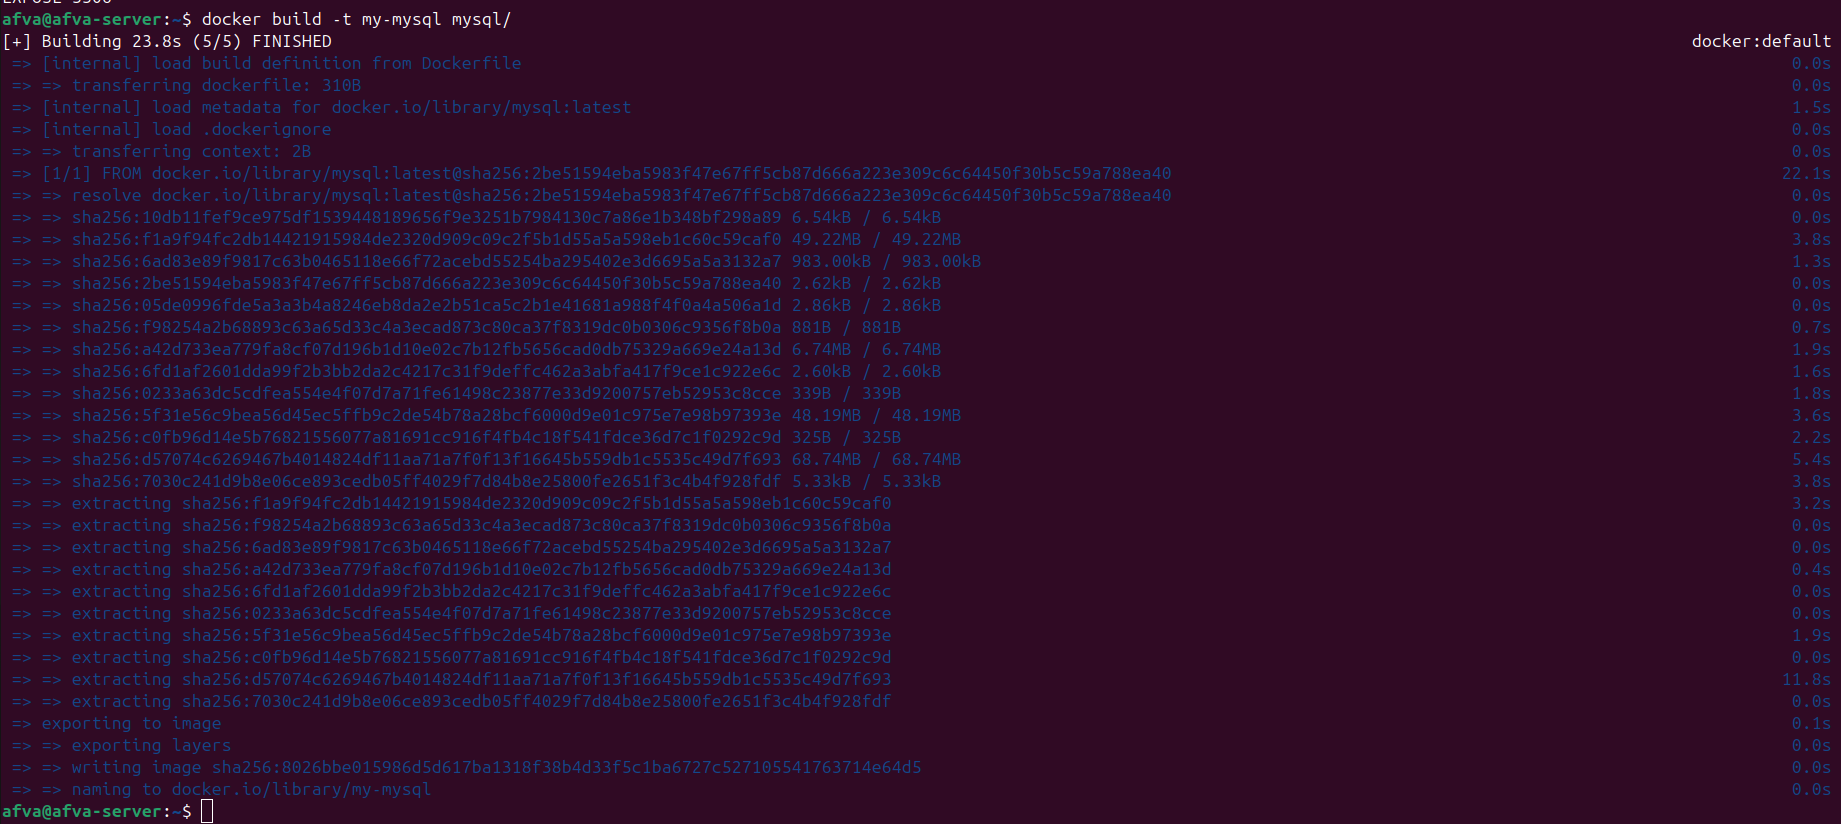 afva@afva-server:~$ docker build -t my-mysql mysql/
[+] Building 23.8s (5/5) FINISHED docker:default
=> [internal] load build definition from Dockerfile 0.0s
=> => transferring dockerfile: 310B 0.0s
=> [internal] load metadata for docker.io/library/mysql:latest 1.5s
=> [internal] load .dockerignore 0.0s
=> => transferring context: 2B 0.0s
=> [1/1] FROM docker.io/library/mysql:latest@sha256:2be51594eba5983f47e67ff5cb87d666a223e309c6c64450f30b5c59a788ea40 22.1s
=> => resolve docker.io/library/mysql:latest@sha256:2be51594eba5983f47e67ff5cb87d666a223e309c6c64450f30b5c59a788ea40 0.0s
=> => sha256:10db11fef9ce975df1539448189656f9e3251b7984130c7a86e1b348bf298a89 6.54kB / 6.54kB 0.0s
=> => sha256:f1a9f94fc2db14421915984de2320d909c09c2f5b1d55a5a598eb1c60c59caf0 49.22MB / 49.22MB 3.8s
=> => sha256:6ad83e89f9817c63b0465118e66f72acebd55254ba295402e3d6695a5a3132a7 983.00kB / 983.00kB 1.3s
=> => sha256:2be51594eba5983f47e67ff5cb87d666a223e309c6c64450f30b5c59a788ea40 2.62kB / 2.62kB 0.0s
=> => sha256:05de0996fde5a3a3b4a8246eb8da2e2b51ca5c2b1e41681a988f4f0a4a506a1d 2.86kB / 2.86kB 0.0s
=> => sha256:f98254a2b68893c63a65d33c4a3ecad873c80ca37f8319dc0b0306c9356f8b0a 881B / 881B 0.7s
=> => sha256:a42d733ea779fa8cf07d196b1d10e02c7b12fb5656cad0db75329a669e24a13d 6.74MB / 6.74MB 1.9s
=> => sha256:6fd1af2601dda99f2b3bb2da2c4217c31f9deffc462a3abfa417f9ce1c922e6c 2.60kB / 2.60kB 1.6s
=> => sha256:0233a63dc5cdfea554e4f07d7a71fe61498c23877e33d9200757eb52953c8cce 339B / 339B 1.8s
=> => sha256:5f31e56c9bea56d45ec5ffb9c2de54b78a28bcf6000d9e01c975e7e98b97393e 48.19MB / 48.19MB 3.6s
=> => sha256:c0fb96d14e5b76821556077a81691cc916f4fb4c18f541fdce36d7c1f0292c9d 325B / 325B 2.2s
=> => sha256:d57074c6269467b4014824df11aa71a7f0f13f16645b559db1c5535c49d7f693 68.74MB / 68.74MB 5.4s
=> => sha256:7030c241d9b8e06ce893cedb05ff4029f7d84b8e25800fe2651f3c4b4f928fdf 5.33kB / 5.33kB 3.8s
=> => extracting sha256:f1a9f94fc2db14421915984de2320d909c09c2f5b1d55a5a598eb1c60c59caf0 3.2s
=> => extracting sha256:f98254a2b68893c63a65d33c4a3ecad873c80ca37f8319dc0b0306c9356f8b0a 0.0s
=> => extracting sha256:6ad83e89f9817c63b0465118e66f72acebd55254ba295402e3d6695a5a3132a7 0.0s
=> => extracting sha256:a42d733ea779fa8cf07d196b1d10e02c7b12fb5656cad0db75329a669e24a13d 0.4s
=> => extracting sha256:6fd1af2601dda99f2b3bb2da2c4217c31f9deffc462a3abfa417f9ce1c922e6c 0.0s
=> => extracting sha256:0233a63dc5cdfea554e4f07d7a71fe61498c23877e33d9200757eb52953c8cce 0.0s
=> => extracting sha256:5f31e56c9bea56d45ec5ffb9c2de54b78a28bcf6000d9e01c975e7e98b97393e 1.9s
=> => extracting sha256:c0fb96d14e5b76821556077a81691cc916f4fb4c18f541fdce36d7c1f0292c9d 0.0s
=> => extracting sha256:d57074c6269467b4014824df11aa71a7f0f13f16645b559db1c5535c49d7f693 11.8s
=> => extracting sha256:7030c241d9b8e06ce893cedb05ff4029f7d84b8e25800fe2651f3c4b4f928fdf 0.0s
=> exporting to image 0.1s
=> => exporting layers 0.0s
=> => writing image sha256:8026bbe015986d5d617ba1318f38b4d33f5c1ba6727c527105541763714e64d5 0.0s
=> => naming to docker.io/library/my-mysql 0.0s
afva@afva-server:~$